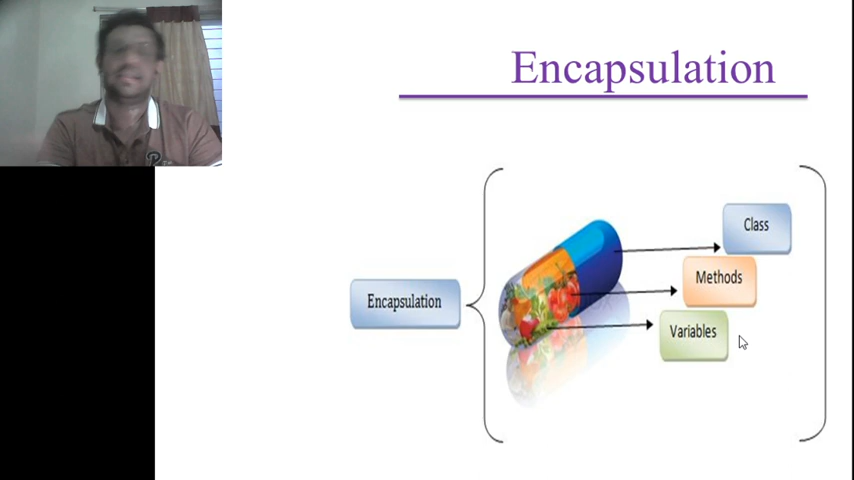 Encapsulation
Class
Methods
Encapsulation
Variables